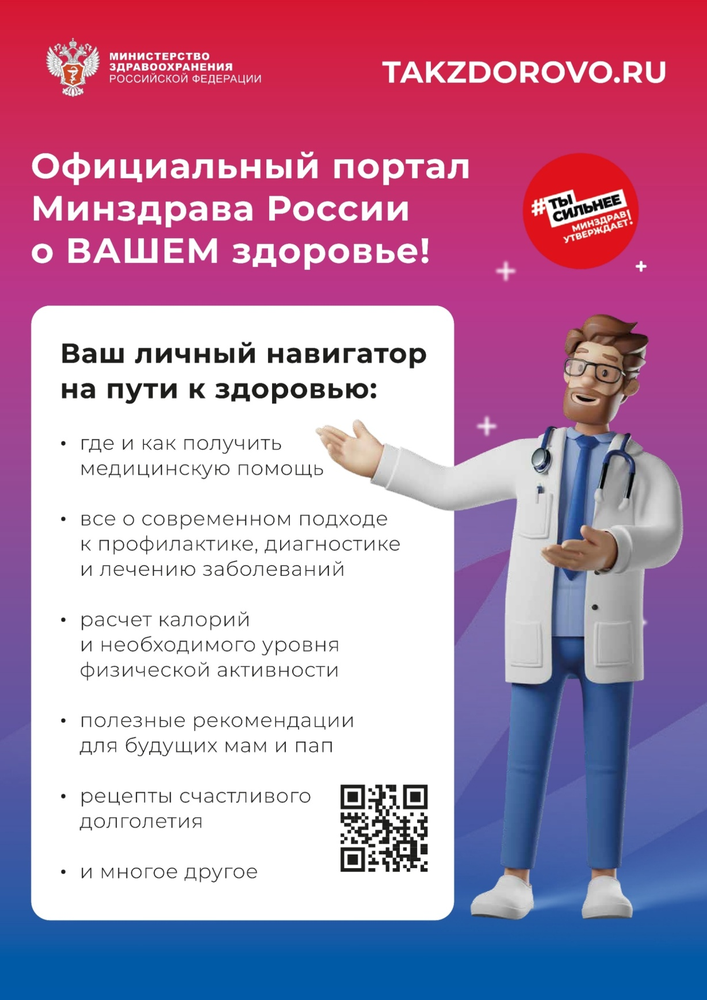 МИНИСТЕРСТВО
ЗДРАВООХРАНЕНИЯ
РОССИЙСКОЙ ФЕДЕРАЦИИ
TAKZDOROVO.RU
Официальный портал
Минздрава России
о ВАШЕМ здоровье!
#ТЫ
СИЛЬНЕЕ
МИНЗДРАВ
УТВЕРЖДАЕТ!
Ваш личный навигатор
на пути к здоровью:
• где и как получить
медицинскую помощь
• все о современном подходе
к профилактике, диагностике
и лечению заболеваний
• расчет калорий
и необходимого уровня
физической активности
• полезные рекомендации
для будущих мам и пап
• рецепты счастливого
долголетия
• и многое другое